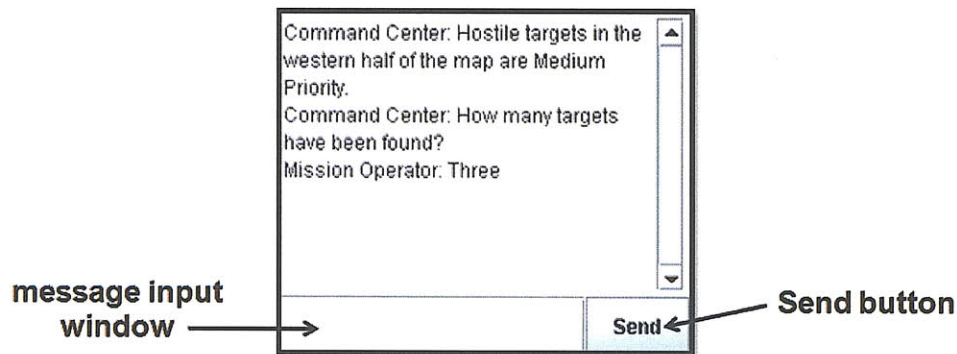 Command Center: Hostile targets in the
western half of the map are Medium
Priority.
Command Center: How many targets
have been found?
Mission Operator: Three
message input
window
Send
Send button